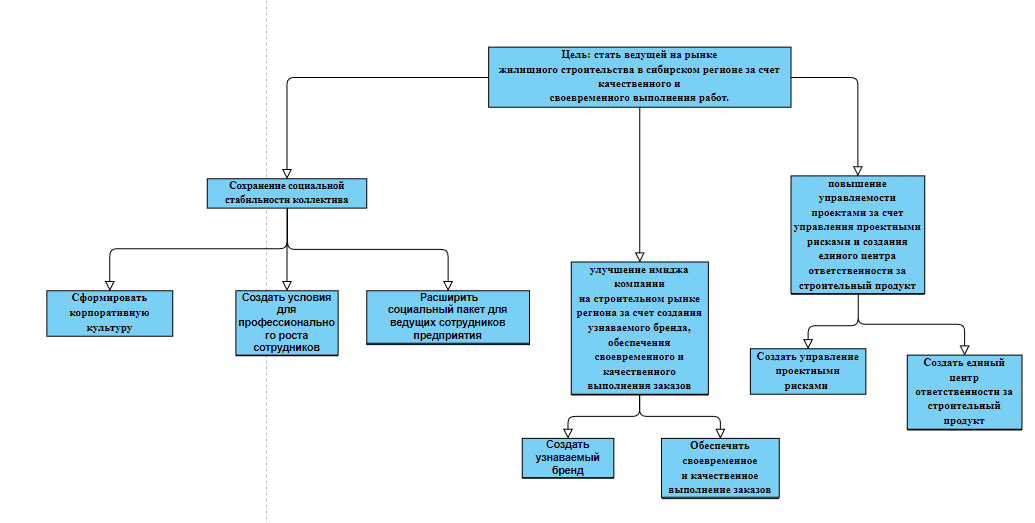 Цель: стать ведущей на рынке
жилищного строительства в сибирском регионе за счет
качественного и
своевременного выполнения работ.
Сохранение социальной
стабильности коллектива
повышение
управляемости
проектами за счет
управления проектными
рисками и создания
единого центра
ответственности за
строительный продукт
улучшение имиджа
компании
на строительном рынке
региона за счет создания
узнаваемого бренда,
обеспечения
своевременного и
качественного
выполнения заказов
Сформировать
корпоративную
культуру
Создать условия
для
профессионально
го роста
сотрудников
Расширить
социальный пакет для
ведущих сотрудников
предприятия
Создать управление
проектными
рисками
Создать единый
центр
ответственности за
строительный
продукт
Создать
узнаваемый
бренд
Обеспечить
своевременное
и качественное
выполнение заказов